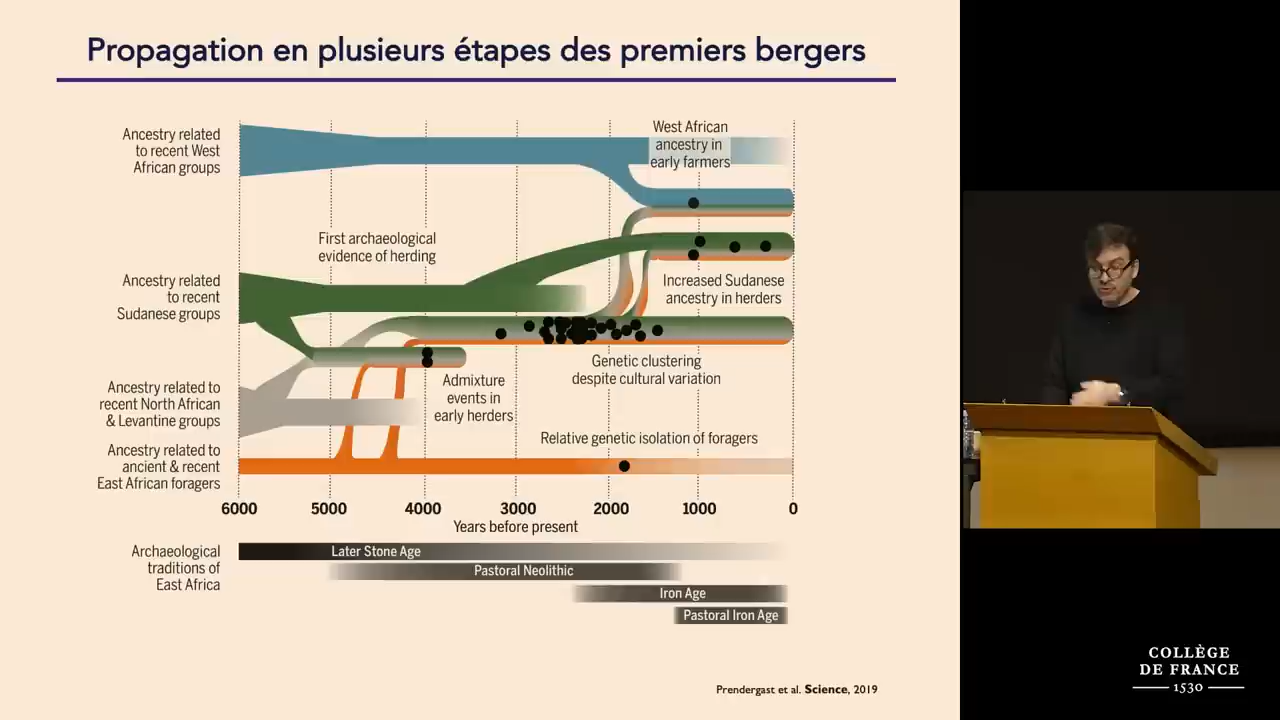 Propagation en plusieurs étapes des premiers bergers
Ancestry related
to recent West
African groups
West African
ancestry in
early farmers
First archaeological
evidence of herding
Ancestry related
to recent
Sudanese groups
Increased Sudanese
ancestry in herders
Genetic clustering
despite cultural variation
Ancestry related to
recent North African
& Levantine groups
Admixture
events in
early herders
Relative genetic isolation of foragers
Ancestry related to
ancient & recent
East African foragers
6000 5000 4000 3000 2000 1000 0
Years before present
Archaeological
traditions of
East Africa
Later Stone Age
Pastoral Neolithic
Iron Age
Pastoral Iron Age
Prendergast et al. Science, 2019
COLLÈGE
DE FRANCE
1530